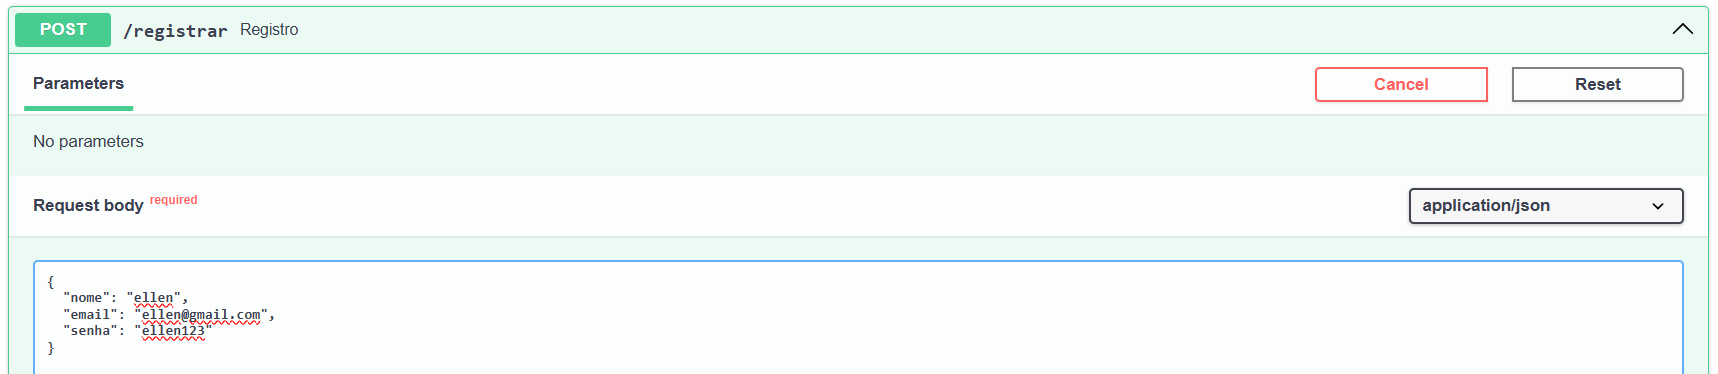 POST /registrar Registro
Parameters
Cancel
Reset
No parameters
Request body required
application/json
{
  "nome": "ellen",
  "email": "ellen@gmail.com",
  "senha": "ellen123"
}